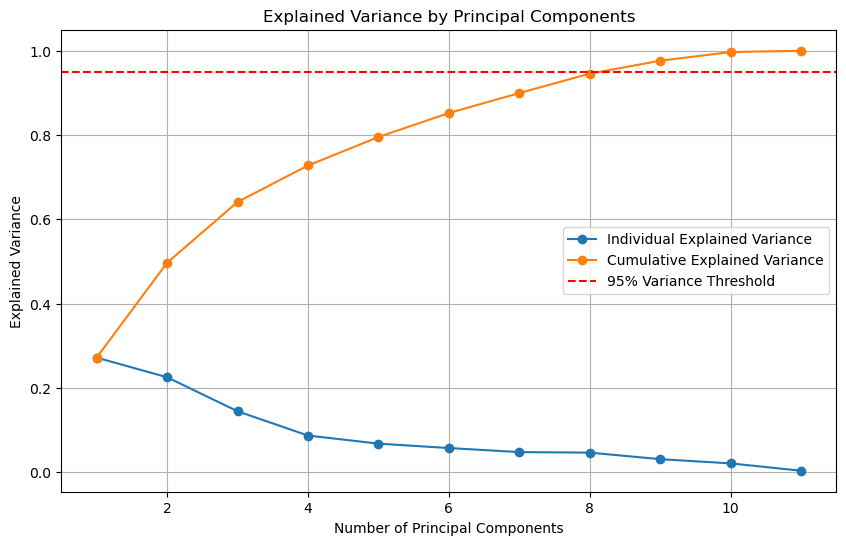 Explained Variance by Principal Components
1.0
0.8
0.6
0.4
0.2
0.0
Explained Variance
Individual Explained Variance
Cumulative Explained Variance
95% Variance Threshold
2 4 6 8 10
Number of Principal Components